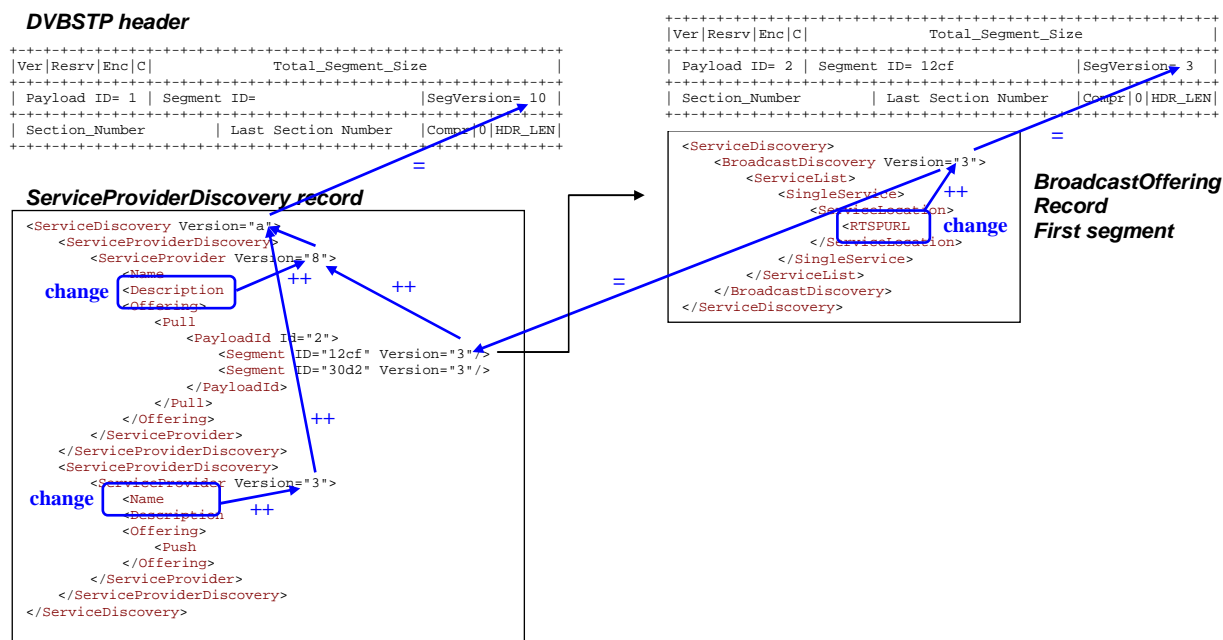 DVBSTP header
+-+-+-+-+-+-+-+-+-+-+-+-+-+-+-+-+-+-+-+-+-+-+-+-+-+-+-+-+-+-+-+-+
|Ver|Resrv|Enc|C| Total_Segment_Size |
+-+-+-+-+-+-+-+-+-+-+-+-+-+-+-+-+-+-+-+-+-+-+-+-+-+-+-+-+-+-+-+-+
| Payload ID= 1 | Segment ID= |SegVersion= 10 |
+-+-+-+-+-+-+-+-+-+-+-+-+-+-+-+-+-+-+-+-+-+-+-+-+-+-+-+-+-+-+-+-+
| Section_Number | Last Section Number |Compr|0|HDR_LEN|
+-+-+-+-+-+-+-+-+-+-+-+-+-+-+-+-+-+-+-+-+-+-+-+-+-+-+-+-+-+-+-+-+
=
ServiceProviderDiscovery record
<ServiceDiscovery Version="a">
<ServiceProviderDiscovery>
<ServiceProvider Version="8">
<Name
change <Description ++ ++
<Offering>
<Pull
<PayloadId Id="2">
<Segment ID="12cf" Version="3"/>
<Segment ID="30d2" Version="3"/>
</PayloadId>
</Pull>
</Offering> ++
</ServiceProvider>
</ServiceProviderDiscovery>
<ServiceProviderDiscovery>
<ServiceProvider Version="3">
change <Name
<Description ++
<Offering>
<Push
</Offering>
</ServiceProvider>
</ServiceProviderDiscovery>
</ServiceDiscovery>
+-+-+-+-+-+-+-+-+-+-+-+-+-+-+-+-+-+-+-+-+-+-+-+-+-+-+-+-+-+-+-+-+
|Ver|Resrv|Enc|C| Total_Segment_Size |
+-+-+-+-+-+-+-+-+-+-+-+-+-+-+-+-+-+-+-+-+-+-+-+-+-+-+-+-+-+-+-+-+
| Payload ID= 2 | Segment ID= 12cf |SegVersion= 3 |
+-+-+-+-+-+-+-+-+-+-+-+-+-+-+-+-+-+-+-+-+-+-+-+-+-+-+-+-+-+-+-+-+
| Section_Number | Last Section Number |Compr|0|HDR_LEN|
+-+-+-+-+-+-+-+-+-+-+-+-+-+-+-+-+-+-+-+-+-+-+-+-+-+-+-+-+-+-+-+-+
=
<ServiceDiscovery>
<BroadcastDiscovery Version="3">
<ServiceList>
<SingleService> ++
<ServiceLocation>
<RTSPURL change
</ServiceLocation>
</SingleService>
</ServiceList>
</BroadcastDiscovery>
</ServiceDiscovery>
=
BroadcastOffering
Record
First segment